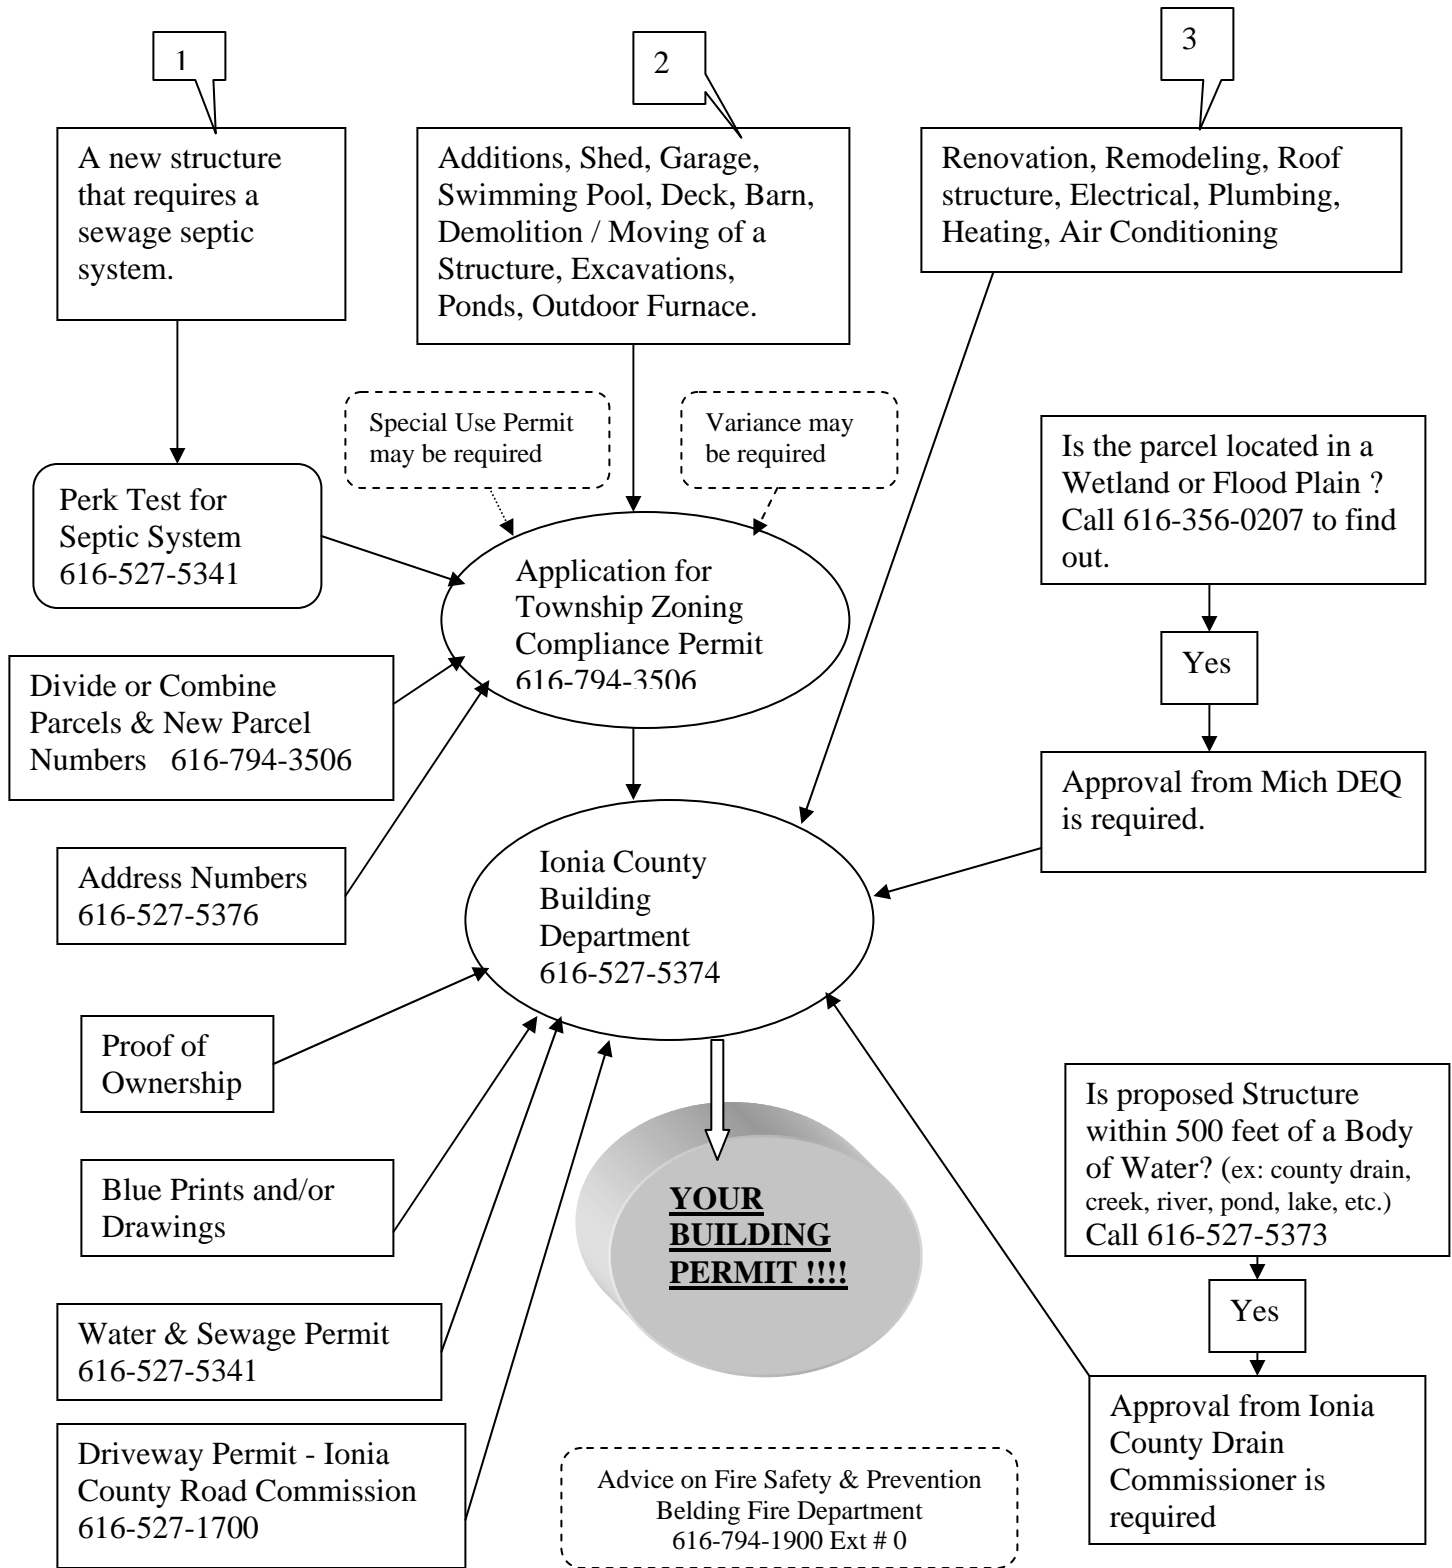 1
2
3
A new structure
that requires a
sewage septic
system.
Additions, Shed, Garage,
Swimming Pool, Deck, Barn,
Demolition / Moving of a
Structure, Excavations,
Ponds, Outdoor Furnace.
Renovation, Remodeling, Roof
structure, Electrical, Plumbing,
Heating, Air Conditioning
Special Use Permit
may be required
Variance may
be required
Is the parcel located in a
Wetland or Flood Plain ?
Call 616-356-0207 to find
out.
Perk Test for
Septic System
616-527-5341
Application for
Township Zoning
Compliance Permit
616-794-3506
Yes
Divide or Combine
Parcels & New Parcel
Numbers 616-794-3506
Approval from Mich DEQ
is required.
Address Numbers
616-527-5376
Ionia County
Building
Department
616-527-5374
Proof of
Ownership
Is proposed Structure
within 500 feet of a Body
of Water? (ex: county drain,
creek, river, pond, lake, etc.)
Call 616-527-5373
Blue Prints and/or
Drawings
YOUR
BUILDING
PERMIT !!!!
Yes
Water & Sewage Permit
616-527-5341
Approval from Ionia
County Drain
Commissioner is
required
Driveway Permit - Ionia
County Road Commission
616-527-1700
Advice on Fire Safety & Prevention
Belding Fire Department
616-794-1900 Ext # 0